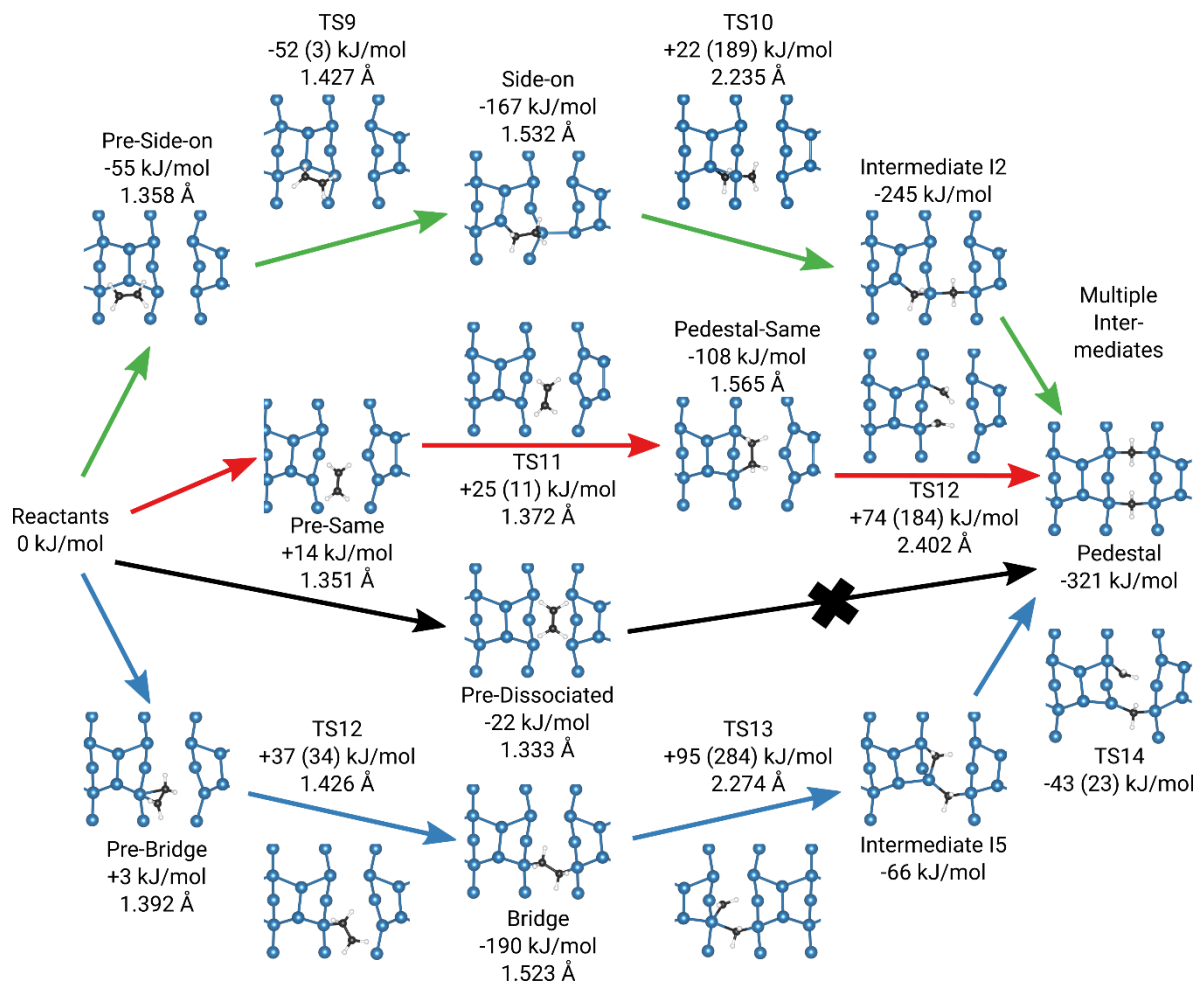 TS9
-52 (3) kJ/mol
1.427 Å
TS10
+22 (189) kJ/mol
2.235 Å
Side-on
-167 kJ/mol
1.532 Å
Pre-Side-on
-55 kJ/mol
1.358 Å
Intermediate I2
-245 kJ/mol
Multiple
Inter-
mediates
Pedestal-Same
-108 kJ/mol
1.565 Å
TS11
+25 (11) kJ/mol
1.372 Å
TS12
+74 (184) kJ/mol
2.402 Å
Reactants
0 kJ/mol
Pre-Same
+14 kJ/mol
1.351 Å
Pedestal
-321 kJ/mol
Pre-Dissociated
-22 kJ/mol
1.333 Å
TS12
+37 (34) kJ/mol
1.426 Å
TS13
+95 (284) kJ/mol
2.274 Å
TS14
-43 (23) kJ/mol
Pre-Bridge
+3 kJ/mol
1.392 Å
Intermediate I5
-66 kJ/mol
Bridge
-190 kJ/mol
1.523 Å